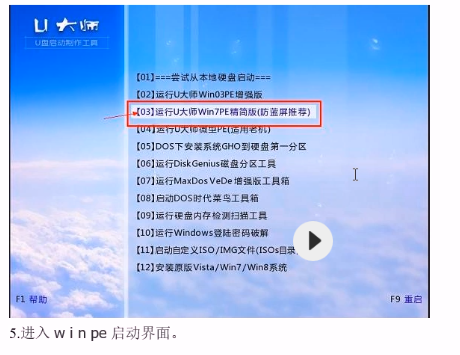 U大师
U盘启动制作工具
【01】===尝试从本地硬盘启动===
【02】运行U大师Win03PE增强版
【03】运行U大师Win7PE精简版(防蓝屏推荐)
【04】运行U大师微型PE(适用老机)
【05】DOS下安装系统GHO到硬盘第一分区
【06】运行DiskGenius磁盘分区工具
【07】运行MaxDos VeDe增强版工具箱
【08】启动DOS时代菜鸟工具箱
【09】运行硬盘内存检测扫描工具
【10】运行Windows登陆密码破解
【11】启动自定义ISO/IMG文件(ISOs目录
【12】安装原版Vista/Win7/Win8系统
F1 帮助
F9 重启
5.进入winpe启动界面。